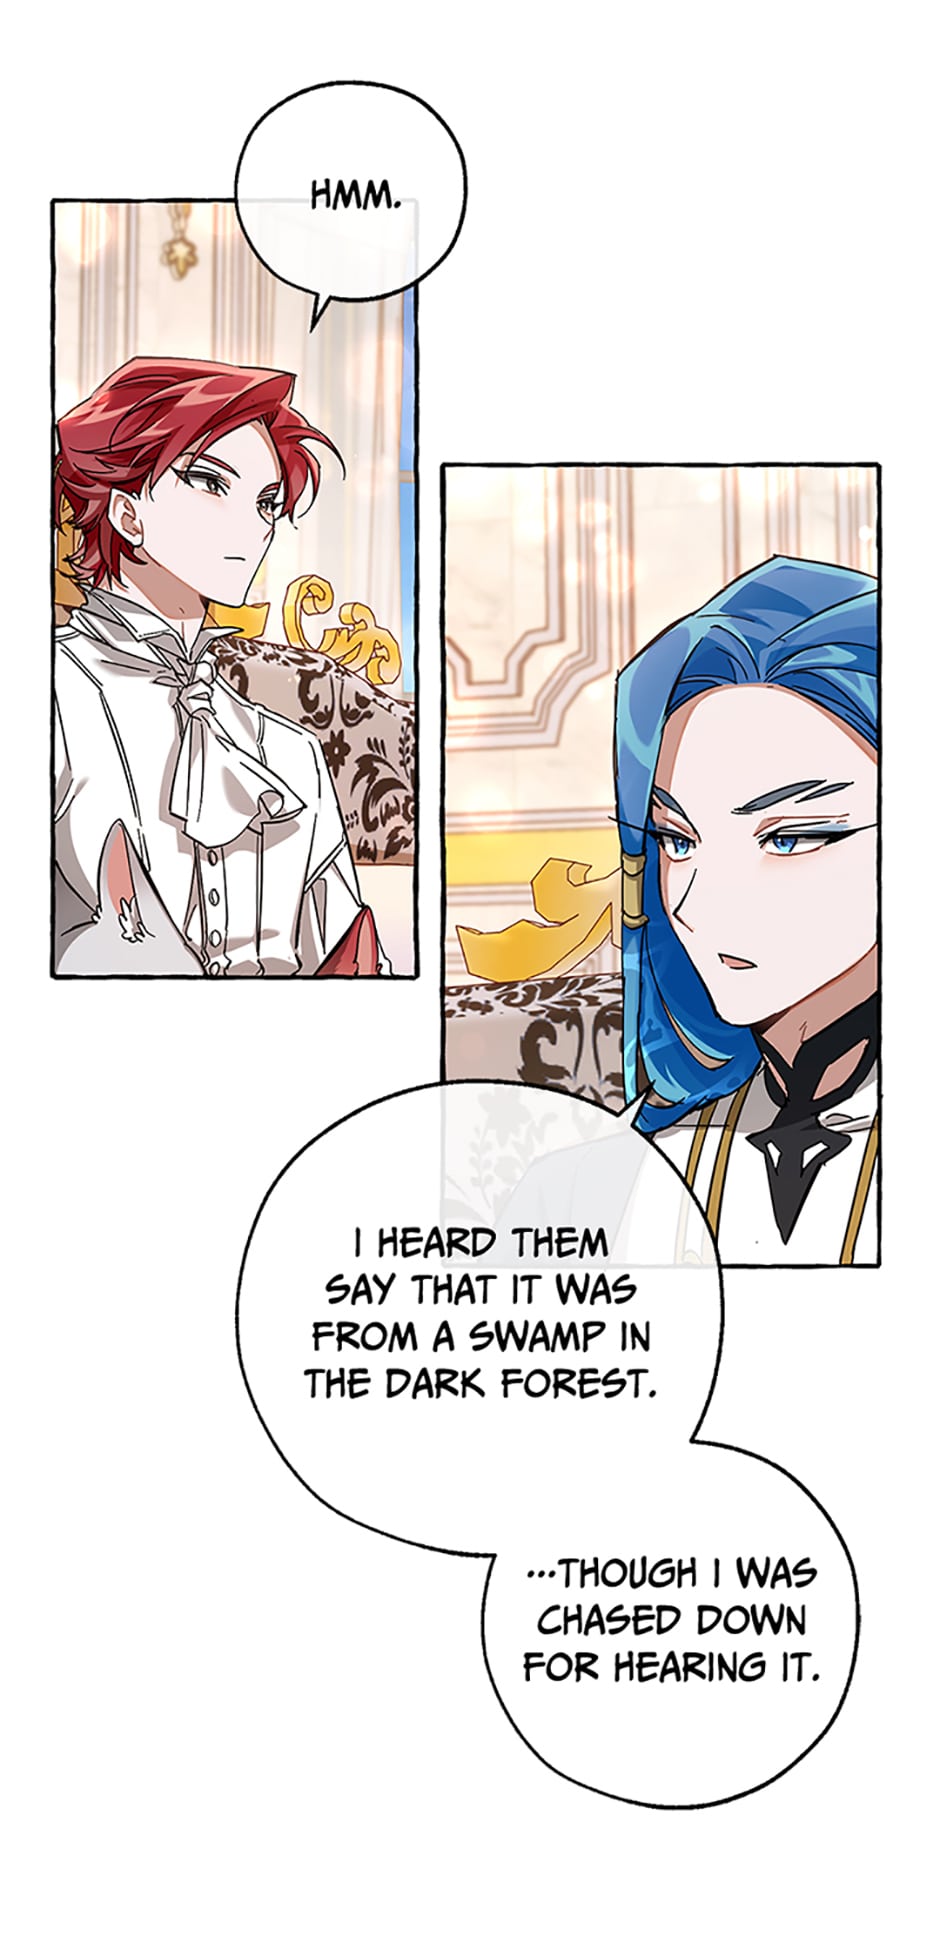 HMM.
I HEARD THEM
SAY THAT IT WAS
FROM A SWAMP IN
THE DARK FOREST.
...THOUGH I WAS
CHASED DOWN
FOR HEARING IT.